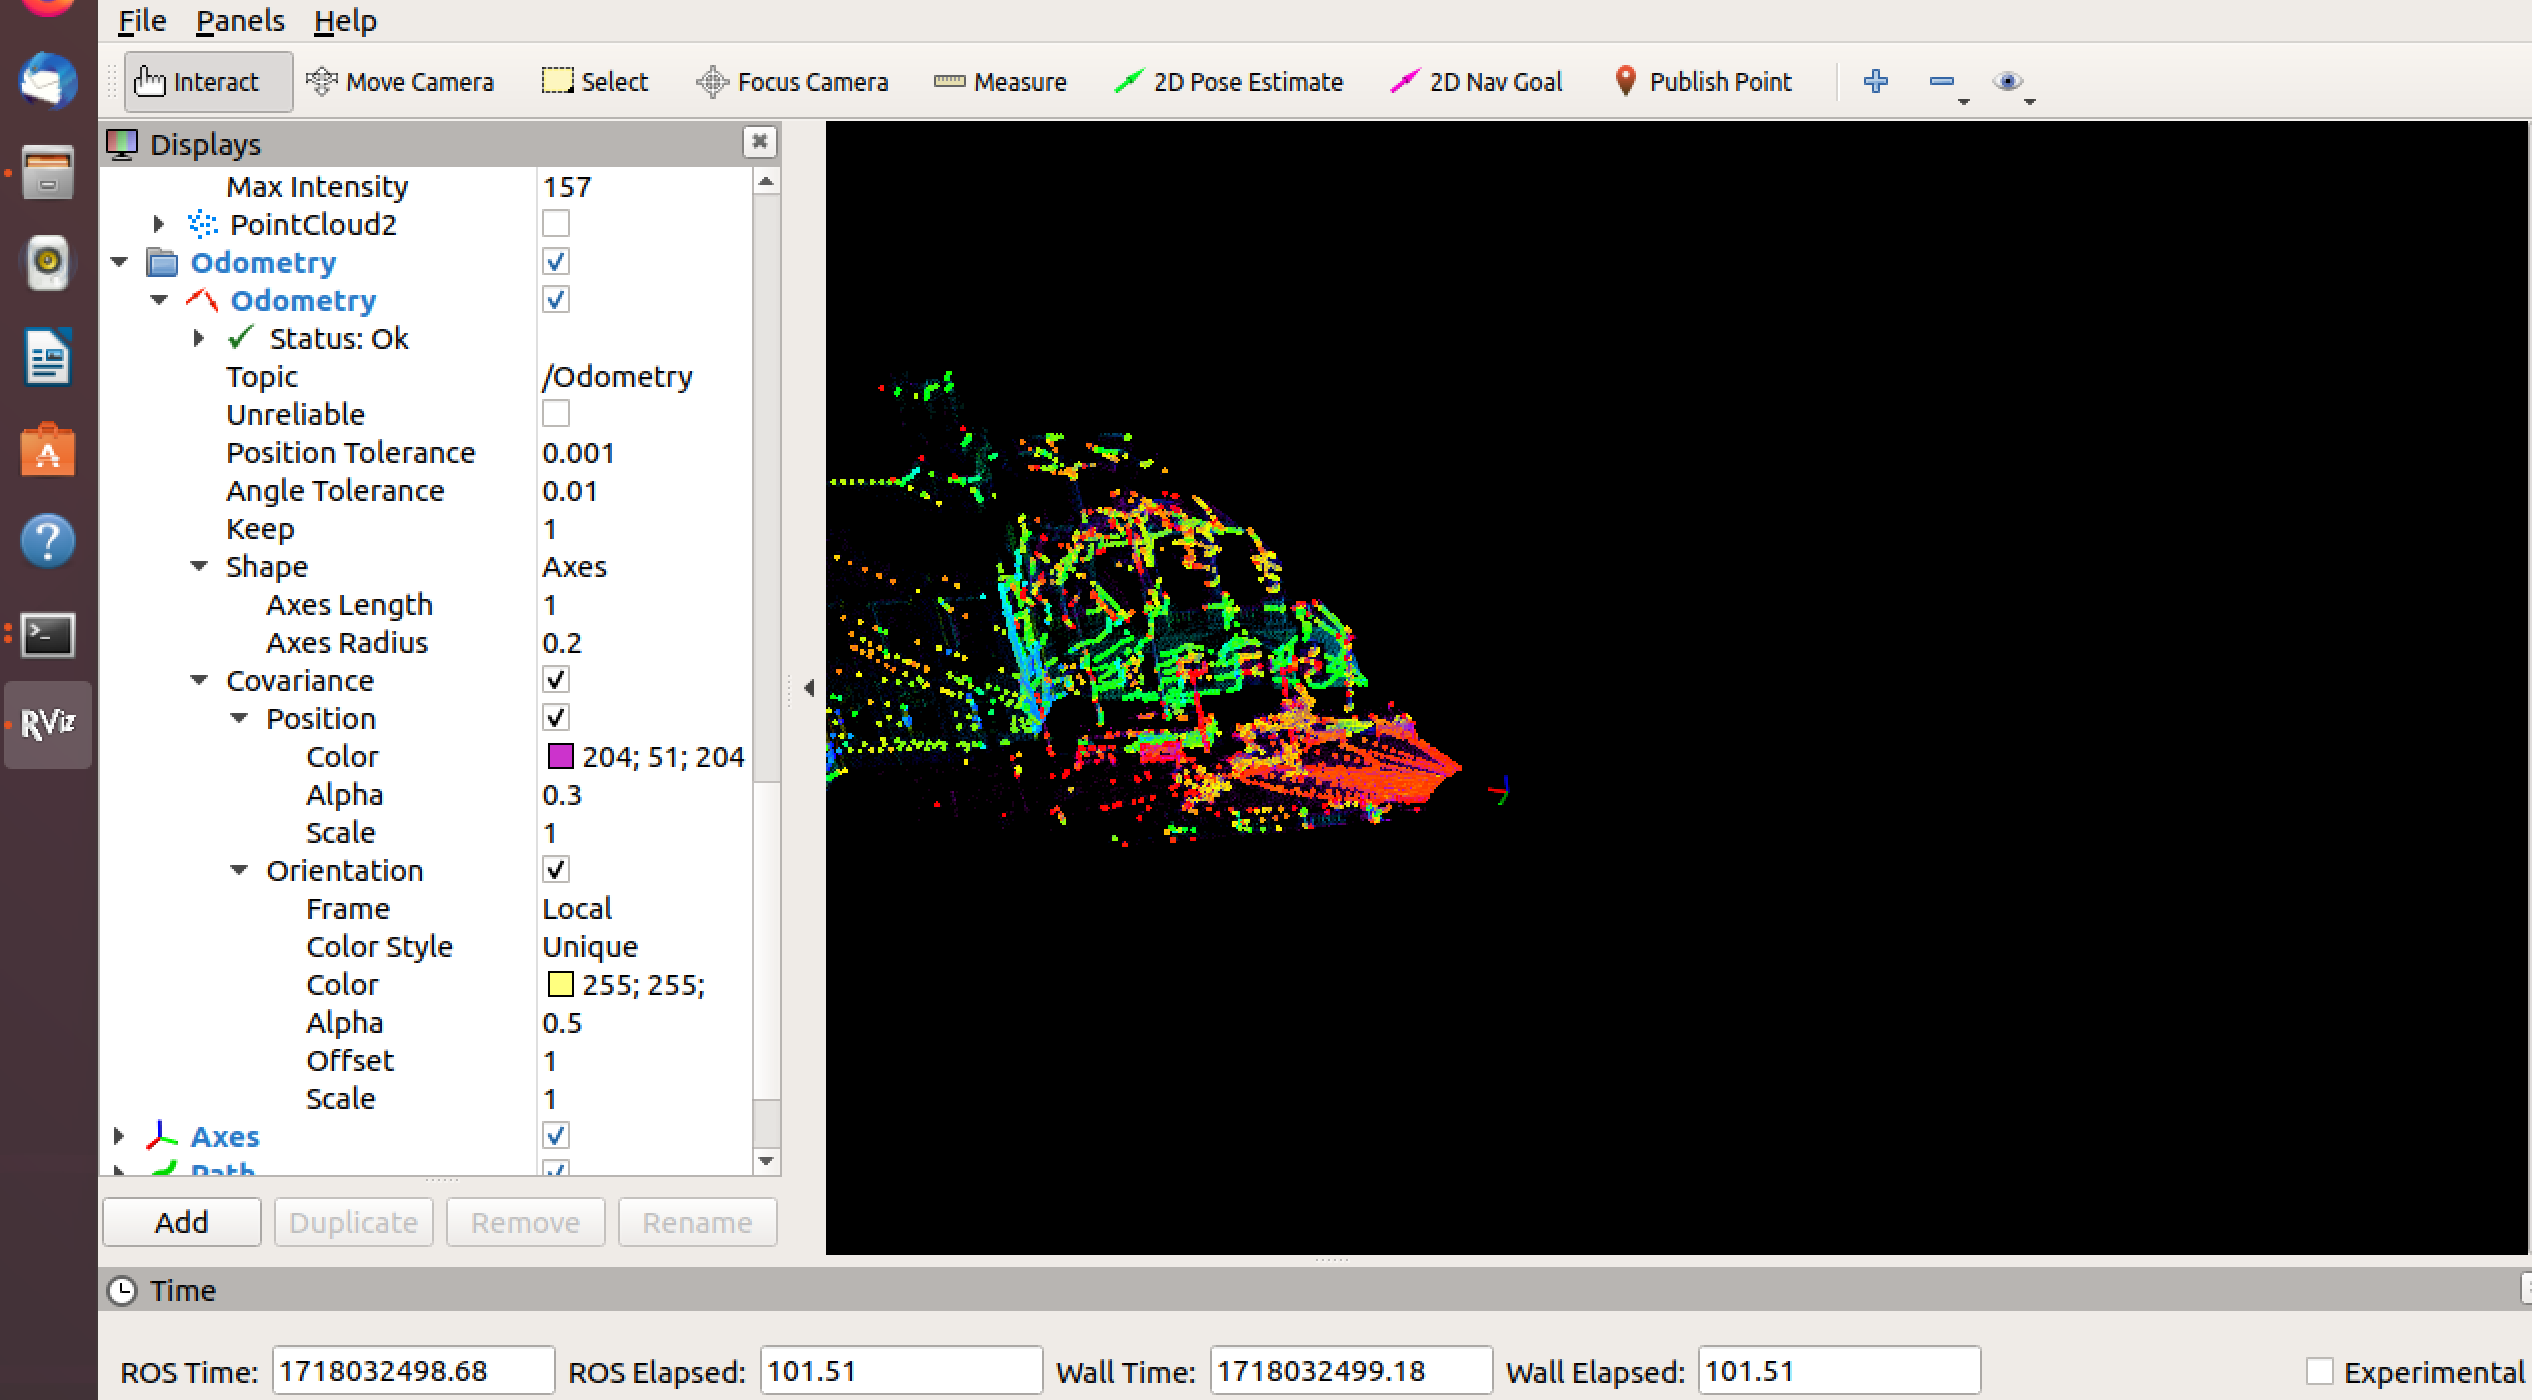 File Panels Help
Interact Move Camera Select Focus Camera Measure 2D Pose Estimate 2D Nav Goal Publish Point
Displays
Max Intensity 157
PointCloud2
Odometry
Odometry
Status: Ok
Topic /Odometry
Unreliable
Position Tolerance 0.001
Angle Tolerance 0.01
Keep 1
Shape Axes
Axes Length 1
Axes Radius 0.2
Covariance
Position
Color 204; 51; 204
Alpha 0.3
Scale 1
Orientation
Frame Local
Color Style Unique
Color 255; 255;
Alpha 0.5
Offset 1
Scale 1
Axes
Path
Add Duplicate Remove Rename
RViz
Time
ROS Time: 1718032498.68 ROS Elapsed: 101.51 Wall Time: 1718032499.18 Wall Elapsed: 101.51 Experimental